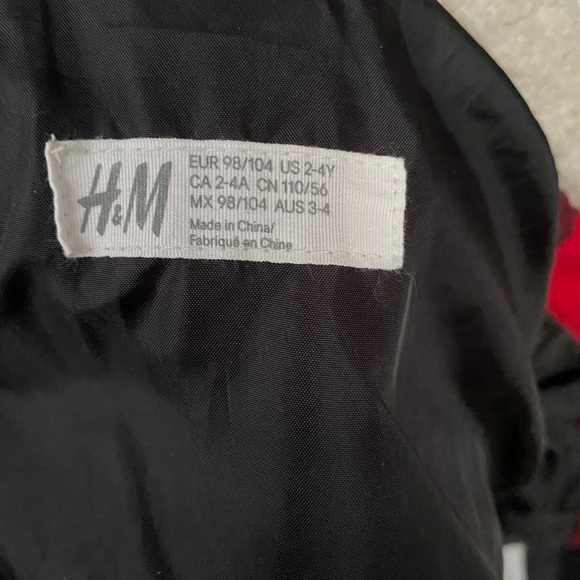 H&M
EUR 98/104 US 2-4Y
CA 2-4A CN 110/56
MX 98/104 AUS 3-4
Made in China/
Fabriqué en Chine